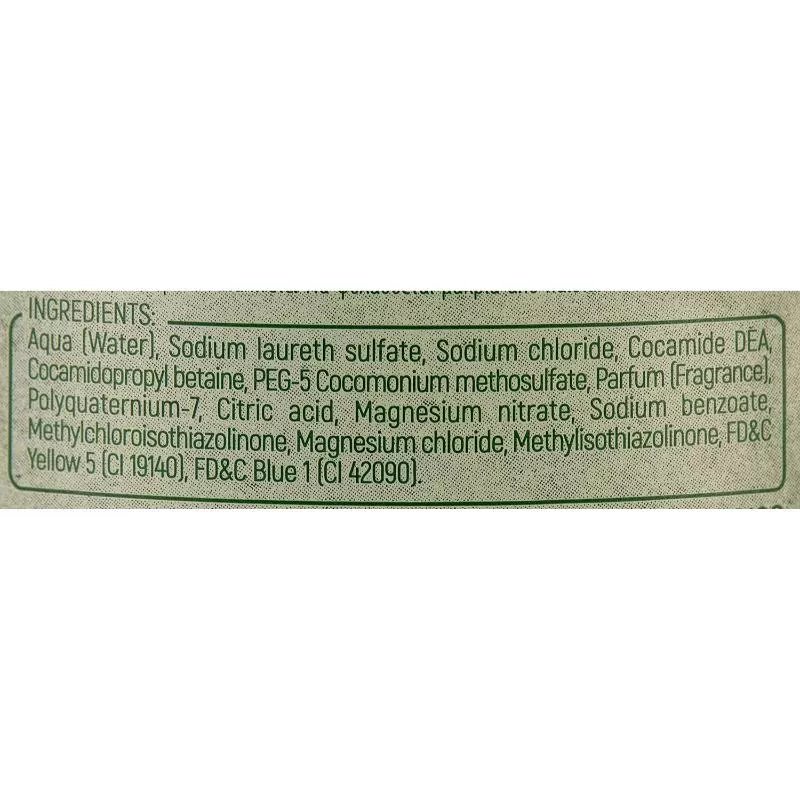 INGREDIENTS:
Aqua (Water), Sodium laureth sulfate, Sodium chloride, Cocamide DEA,
Cocamidopropyl betaine, PEG-5 Cocomonium methosulfate, Parfum (Fragrance),
Polyquaternium-7, Citric acid, Magnesium nitrate, Sodium benzoate,
Methylchloroisothiazolinone, Magnesium chloride, Methylisothiazolinone, FD&C
Yellow 5 (CI 19140), FD&C Blue 1 (CI 42090).